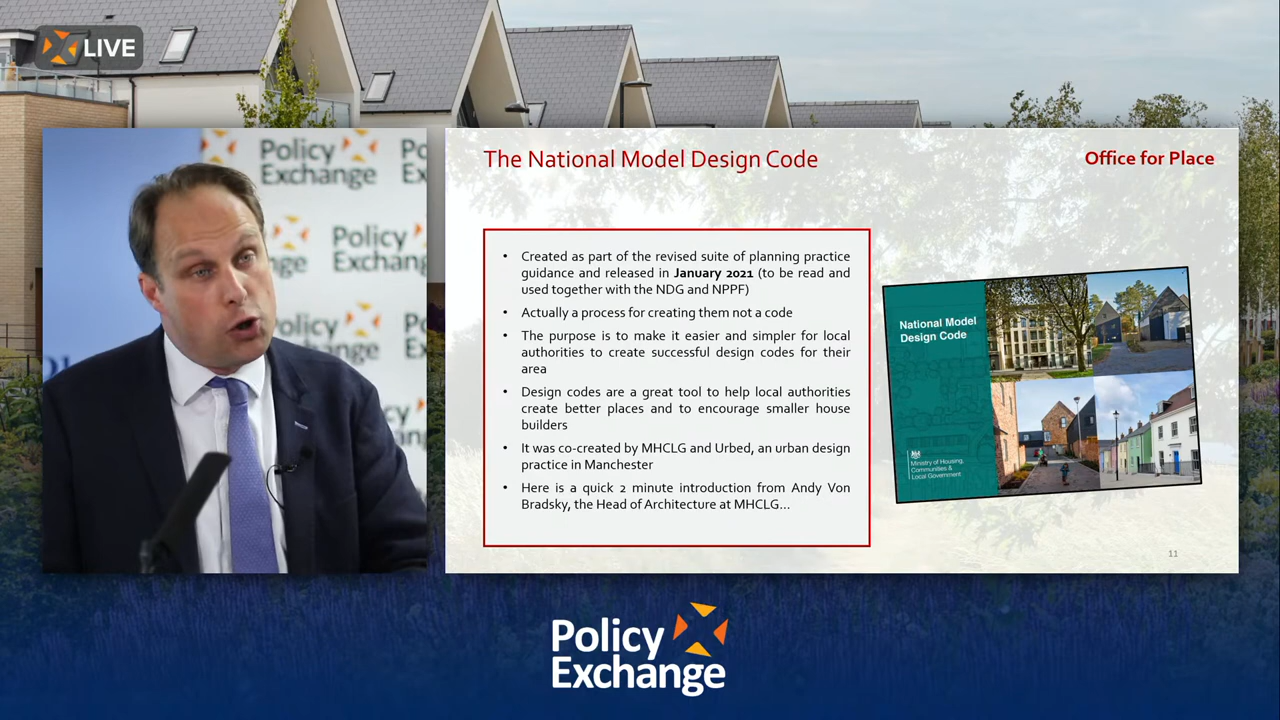 LIVE
Policy
Exchange
Policy
Exchange
The National Model Design Code
Office for Place
• Created as part of the revised suite of planning practice
guidance and released in January 2021 (to be read and
used together with the NDG and NPPF)
• Actually a process for creating them not a code
• The purpose is to make it easier and simpler for local
authorities to create successful design codes for their
area
• Design codes are a great tool to help local authorities
create better places and to encourage smaller house
builders
• It was co-created by MHCLG and Urbed, an urban design
practice in Manchester
• Here is a quick 2 minute introduction from Andy Von
Bradsky, the Head of Architecture at MHCLG...
National Model
Design Code
Ministry of Housing,
Communities &
Local Government
11
Policy
Exchange